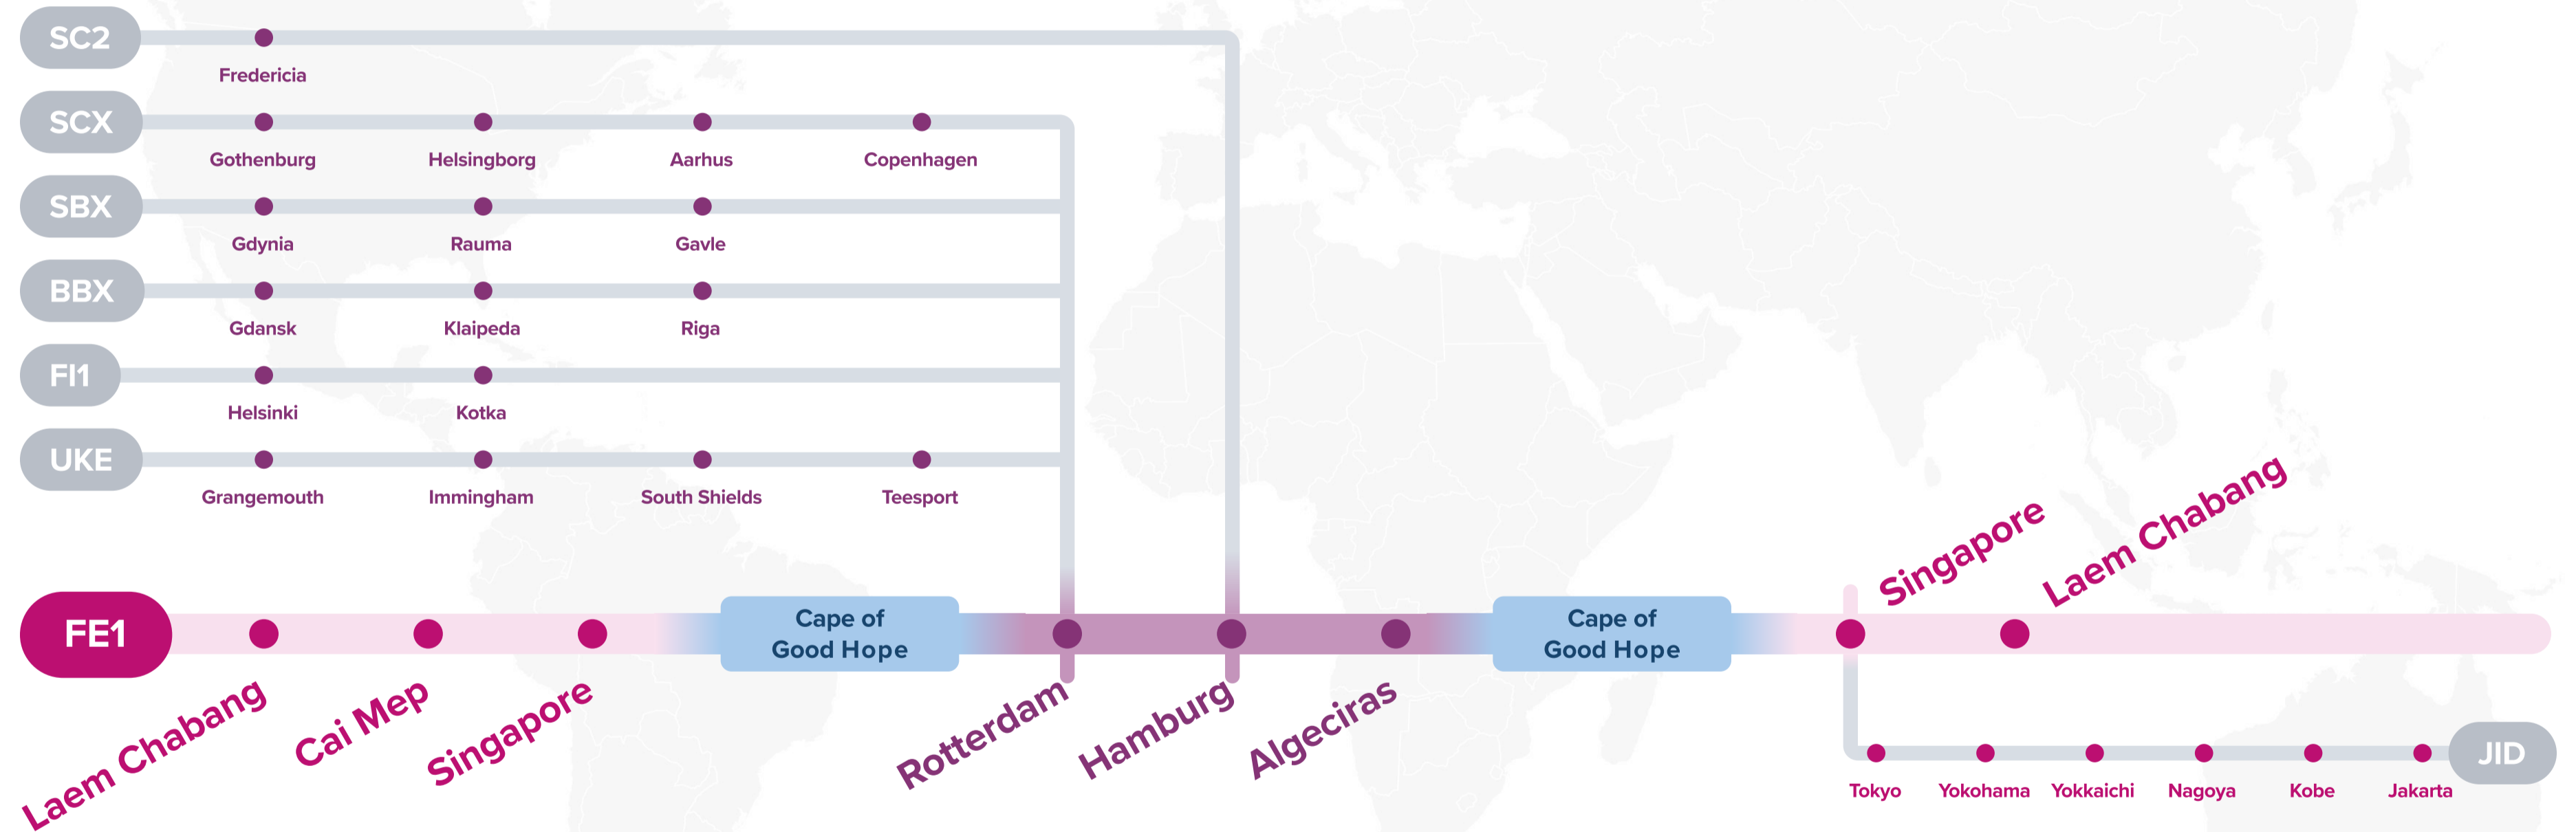 SC2
Fredericia
SCX
Gothenburg
Helsingborg
Aarhus
Copenhagen
SBX
Gdynia
Rauma
Gavle
BBX
Gdansk
Klaipeda
Riga
FI1
Helsinki
Kotka
UKE
Grangemouth
Immingham
South Shields
Teesport
FE1
Laem Chabang
Cai Mep
Singapore
Cape of
Good Hope
Rotterdam
Hamburg
Algeciras
Cape of
Good Hope
Singapore
Laem Chabang
Tokyo
Yokohama
Yokkaichi
Nagoya
Kobe
Jakarta
JID